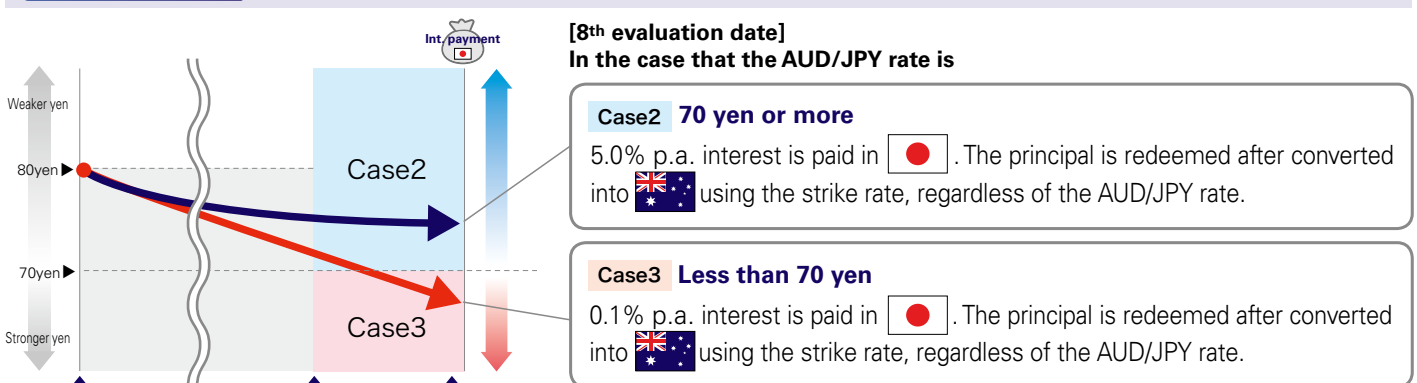 Int. payment
[8th evaluation date]
In the case that the AUD/JPY rate is
Weaker yen
80yen
70yen
Stronger yen
Case2
Case3
Case2 70 yen or more
5.0% p.a. interest is paid in . The principal is redeemed after converted
into using the strike rate, regardless of the AUD/JPY rate.
Case3 Less than 70 yen
0.1% p.a. interest is paid in . The principal is redeemed after converted
into using the strike rate, regardless of the AUD/JPY rate.